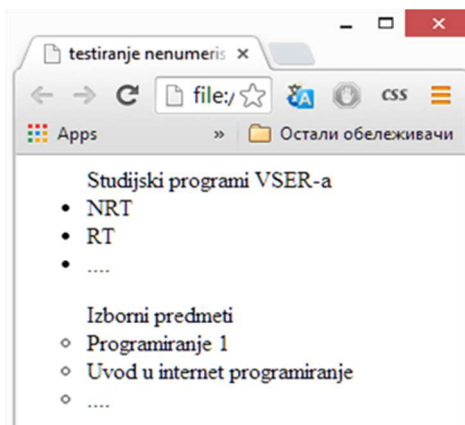 testiranje nenumeris
file:/
CSS
Apps » Остали обележивачи
Studijski programi VSER-a
NRT
RT
....
Izborni predmeti
Programiranje 1
Uvod u internet programiranje
....